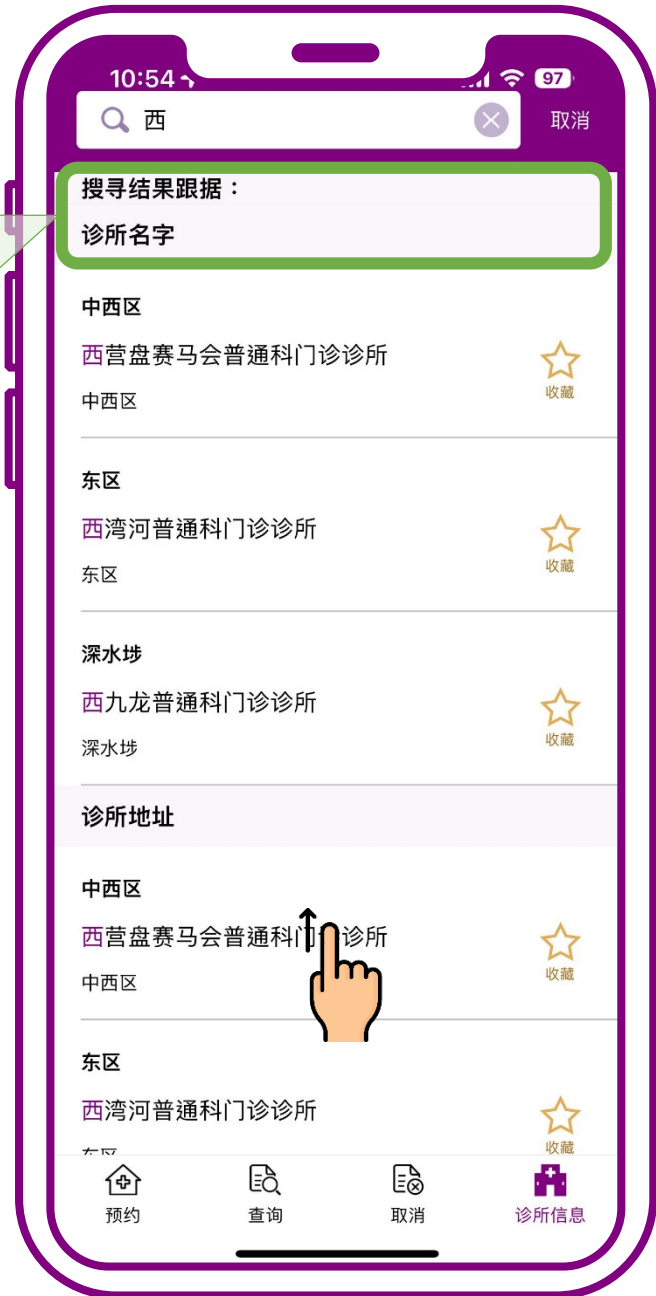 10:54
97
西
取消
搜寻结果跟据：
诊所名字
中西区
西营盘赛马会普通科门诊诊所
收藏
中西区
东区
西湾河普通科门诊诊所
收藏
东区
深水埗
西九龙普通科门诊诊所
收藏
深水埗
诊所地址
中西区
西营盘赛马会普通科门诊诊所
收藏
中西区
东区
西湾河普通科门诊诊所
收藏
东区
预约
查询
取消
诊所信息